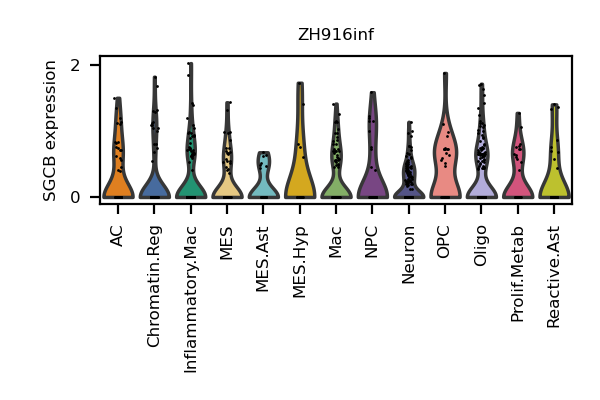 ZH916inf
SGCB expression
2
0
AC
Chromatin.Reg
Inflammatory.Mac
MES
MES.Ast
MES.Hyp
Mac
NPC
Neuron
OPC
Oligo
Prolif.Metab
Reactive.Ast